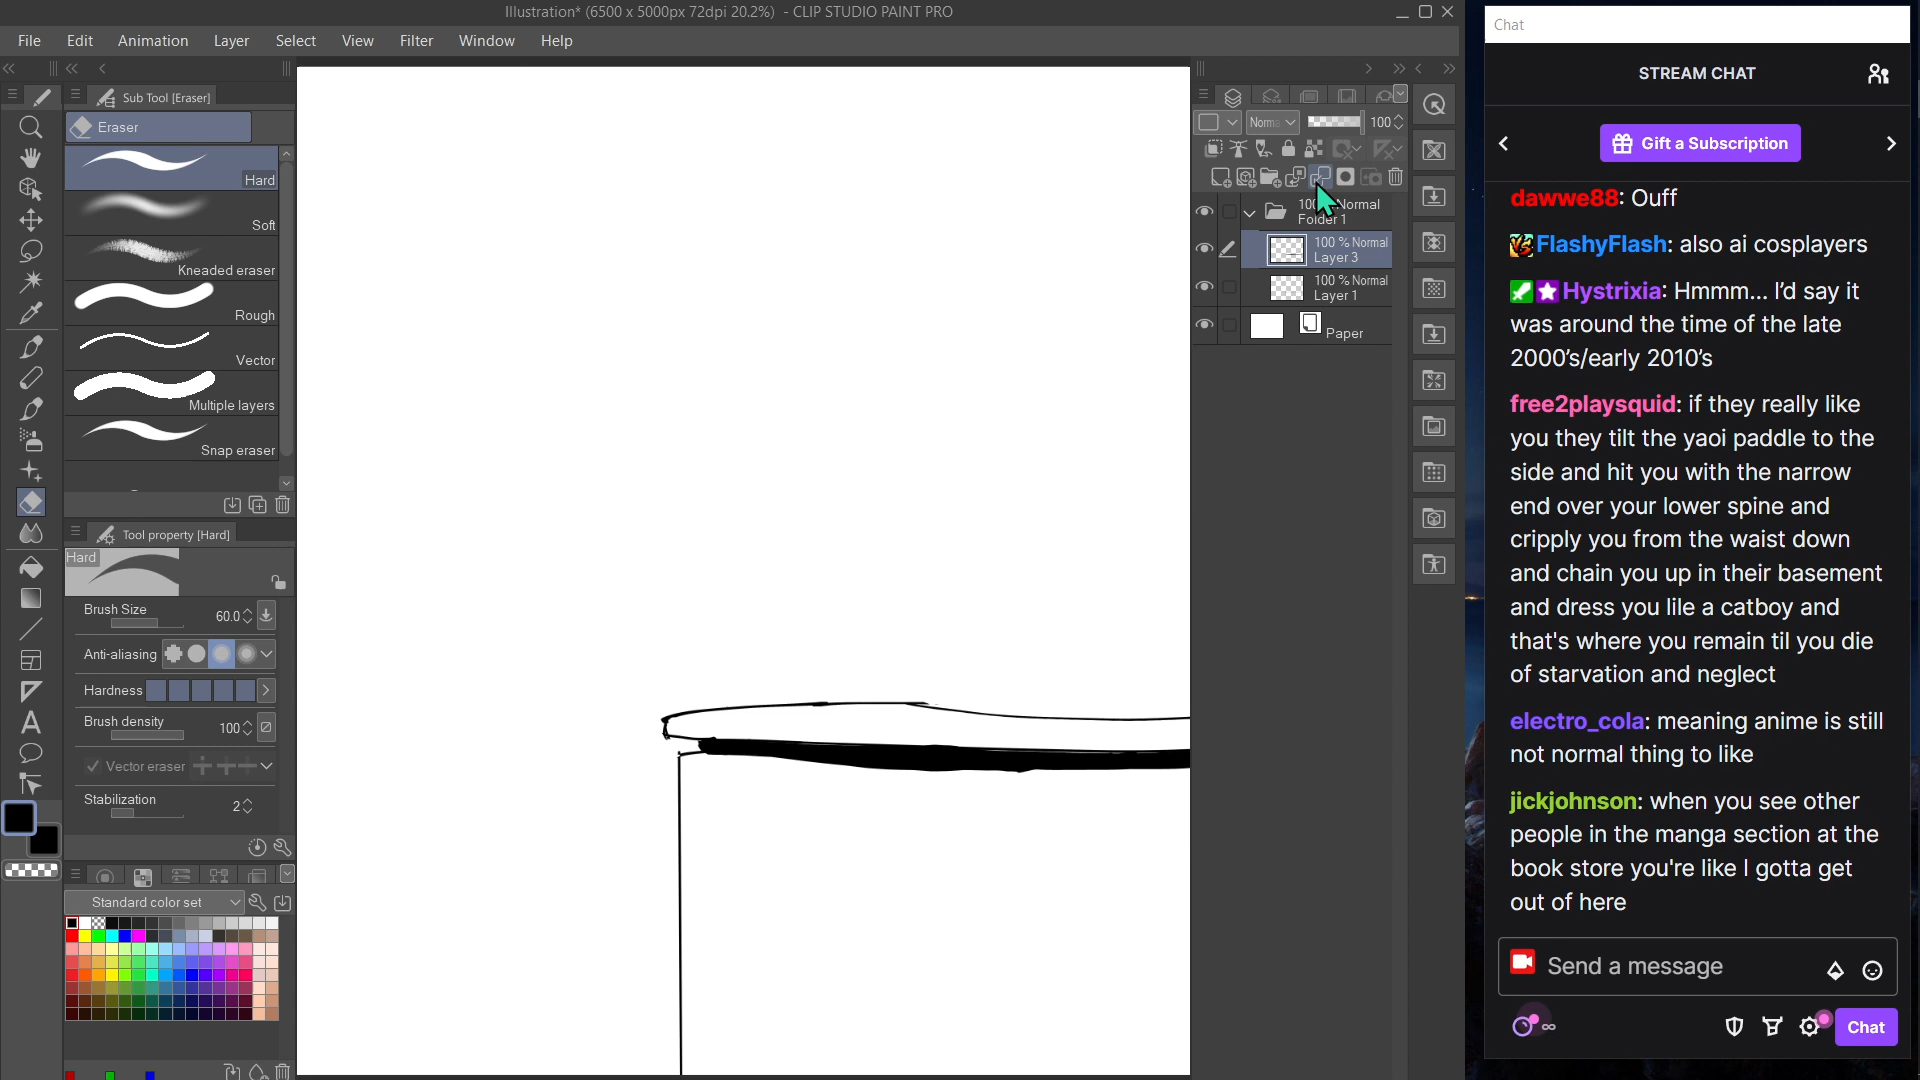 Illustration* (6500 x 5000px 72dpi 20.2%) - CLIP STUDIO PAINT PRO
File Edit Animation Layer Select View Filter Window Help
Sub Tool [Eraser]
Eraser
Hard
Soft
Kneaded eraser
Rough
Vector
Multiple layers
Snap eraser
Tool property [Hard]
Hard
Brush Size 60.0
Anti-aliasing
Hardness
Brush density 100
Vector eraser
Stabilization 2
Standard color set
Norma 100
Normal
Folder 1
100 % Normal
Layer 3
100 % Normal
Layer 1
Paper
Chat
STREAM CHAT
Gift a Subscription
dawwe88: Ouff
FlashyFlash: also ai cosplayers
Hystrixia: Hmmm... I'd say it
was around the time of the late
2000's/early 2010's
free2playsquid: if they really like
you they tilt the yaoi paddle to the
side and hit you with the narrow
end over your lower spine and
cripply you from the waist down
and chain you up in their basement
and dress you lile a catboy and
that's where you remain til you die
of starvation and neglect
electro_cola: meaning anime is still
not normal thing to like
jickjohnson: when you see other
people in the manga section at the
book store you're like I gotta get
out of here
Send a message
Chat